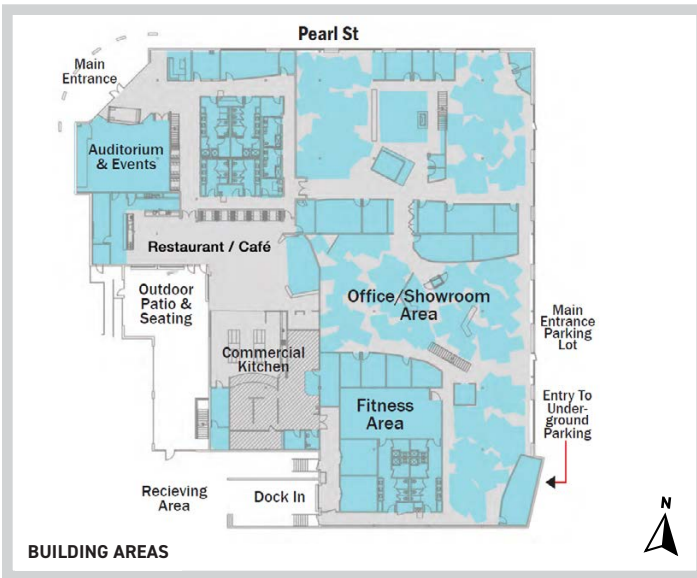 Pearl St
Main
Entrance
Auditorium
& Events
Restaurant / Café
Outdoor
Patio &
Seating
Office/Showroom
Area
Main
Entrance
Parking
Lot
Commercial
Kitchen
Fitness
Area
Entry To
Under-
ground
Parking
Recieving
Area
Dock In
N
BUILDING AREAS